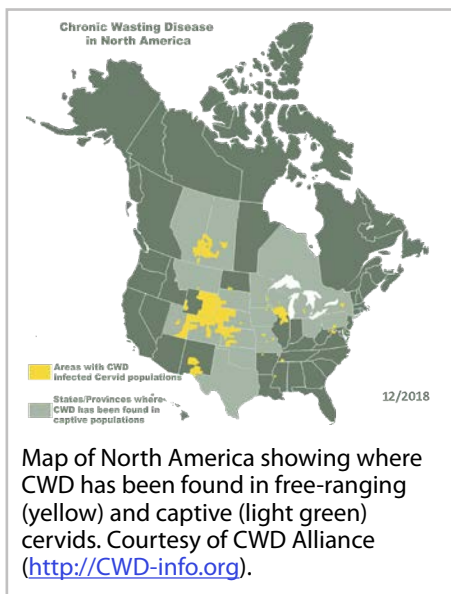 Chronic Wasting Disease
in North America
Areas with CWD
Infected Cervid populations
States/Provinces where
CWD has been found in
captive populations
12/2018
Map of North America showing where
CWD has been found in free-ranging
(yellow) and captive (light green)
cervids. Courtesy of CWD Alliance
(http://CWD-info.org).